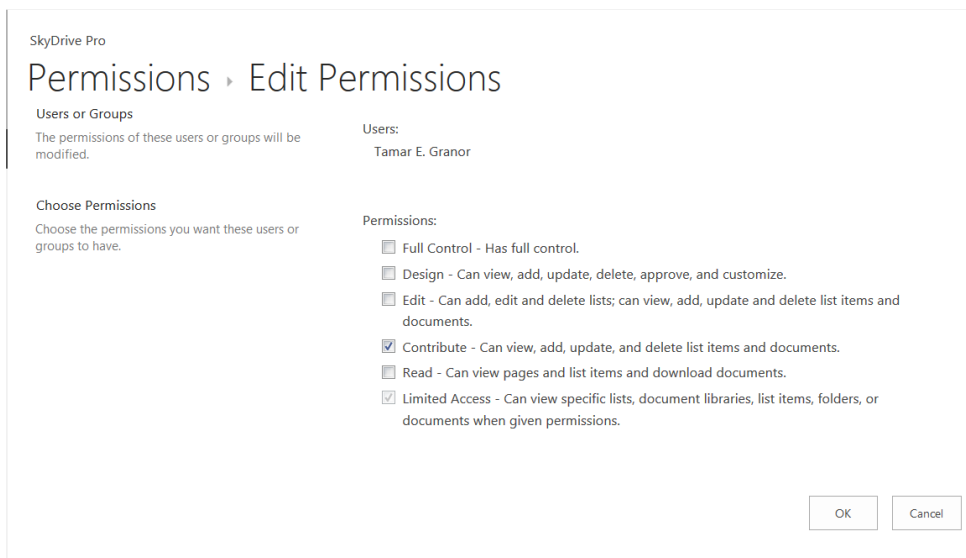 SkyDrive Pro
Permissions ▸ Edit Permissions
Users or Groups
The permissions of these users or groups will be
modified.
Users:
Tamar E. Granor
Choose Permissions
Choose the permissions you want these users or
groups to have.
Permissions:
Full Control - Has full control.
Design - Can view, add, update, delete, approve, and customize.
Edit - Can add, edit and delete lists; can view, add, update and delete list items and
documents.
Contribute - Can view, add, update, and delete list items and documents.
Read - Can view pages and list items and download documents.
Limited Access - Can view specific lists, document libraries, list items, folders, or
documents when given permissions.
OK
Cancel